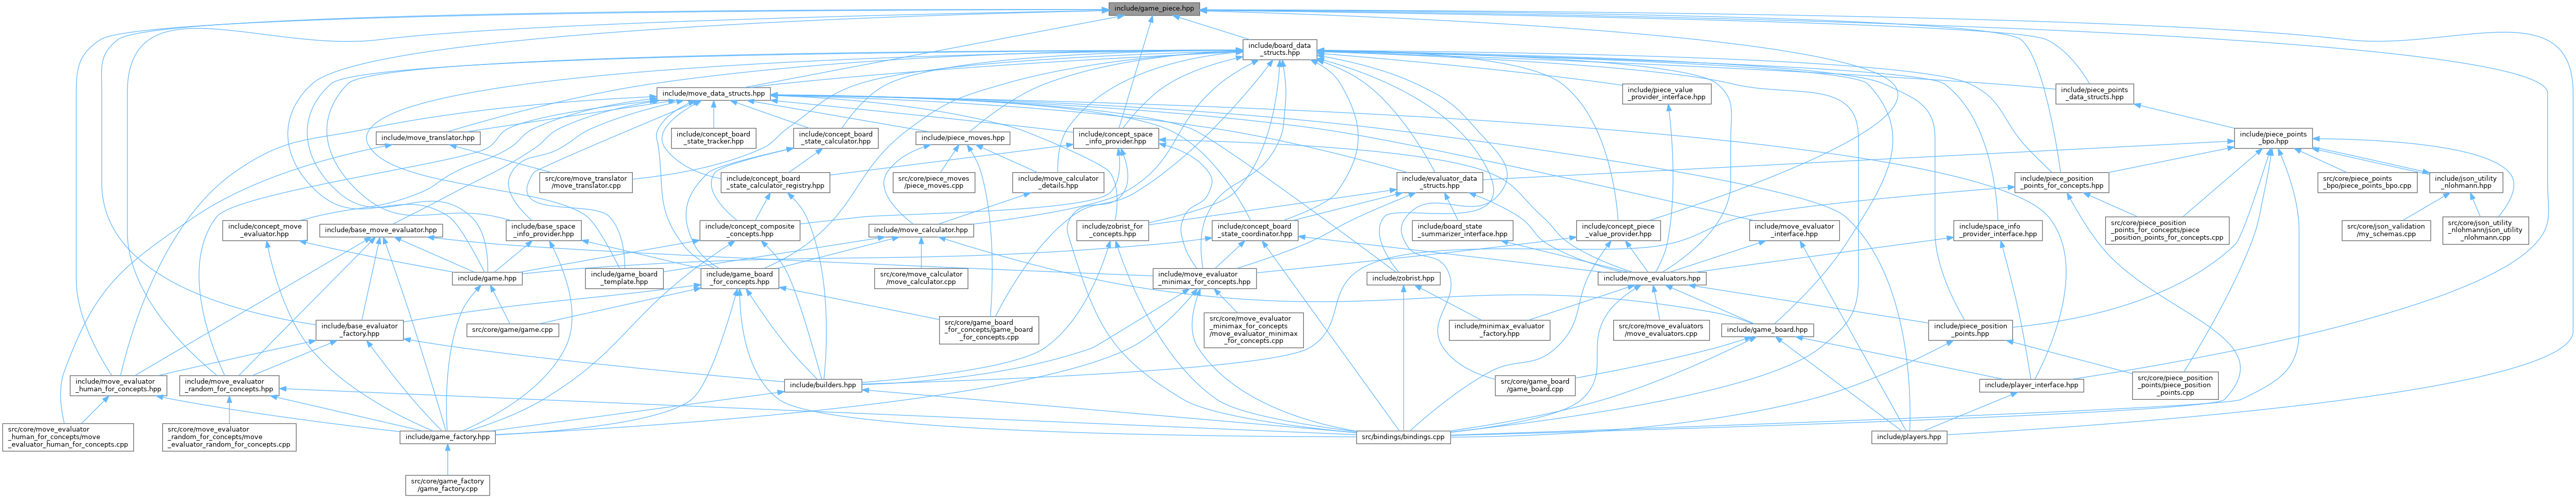 include/game_piece.hpp
include/board_data
_structs.hpp
include/move_data_structs.hpp
include/piece_value
_provider_interface.hpp
include/piece_points
_data_structs.hpp
include/move_translator.hpp
include/concept_board
_state_tracker.hpp
include/concept_board
_state_calculator.hpp
include/piece_moves.hpp
include/concept_space
_info_provider.hpp
include/piece_points
_bpo.hpp
src/core/move_translator
/move_translator.cpp
include/concept_board
_state_calculator_registry.hpp
src/core/piece_moves
/piece_moves.cpp
include/move_calculator
_details.hpp
include/evaluator_data
_structs.hpp
include/piece_position
_points_for_concepts.hpp
src/core/piece_points
_bpo/piece_points_bpo.cpp
include/json_utility
_nlohmann.hpp
include/concept_move
_evaluator.hpp
include/base_move_evaluator.hpp
include/base_space
_info_provider.hpp
include/concept_composite
_concepts.hpp
include/move_calculator.hpp
include/zobrist_for
_concepts.hpp
include/concept_board
_state_coordinator.hpp
include/board_state
_summarizer_interface.hpp
include/concept_piece
_value_provider.hpp
include/move_evaluator
_interface.hpp
include/space_info
_provider_interface.hpp
src/core/piece_position
_points_for_concepts/piece
_position_points_for_concepts.cpp
src/core/json_validation
/my_schemas.cpp
src/core/json_utility
_nlohmann/json_utility
_nlohmann.cpp
include/game.hpp
include/game_board
_template.hpp
include/game_board
_for_concepts.hpp
src/core/move_calculator
/move_calculator.cpp
include/move_evaluator
_minimax_for_concepts.hpp
include/zobrist.hpp
include/move_evaluators.hpp
include/base_evaluator
_factory.hpp
src/core/game/game.cpp
src/core/game_board
_for_concepts/game_board
_for_concepts.cpp
src/core/move_evaluator
_minimax_for_concepts
/move_evaluator_minimax
_for_concepts.cpp
include/minimax_evaluator
_factory.hpp
src/core/move_evaluators
/move_evaluators.cpp
include/game_board.hpp
include/piece_position
_points.hpp
include/move_evaluator
_human_for_concepts.hpp
include/move_evaluator
_random_for_concepts.hpp
include/builders.hpp
src/core/game_board
/game_board.cpp
include/player_interface.hpp
src/core/piece_position
_points/piece_position
_points.cpp
src/core/move_evaluator
_human_for_concepts/move
_evaluator_human_for_concepts.cpp
src/core/move_evaluator
_random_for_concepts/move
_evaluator_random_for_concepts.cpp
include/game_factory.hpp
src/bindings/bindings.cpp
include/players.hpp
src/core/game_factory
/game_factory.cpp